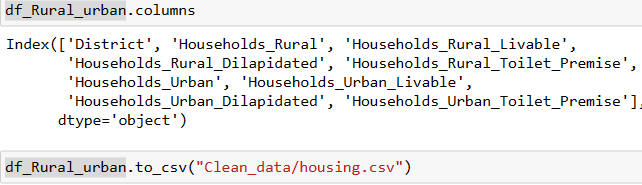 df_Rural_urban.columns
Index(['District', 'Households_Rural', 'Households_Rural_Livable',
'Households_Rural_Dilapidated', 'Households_Rural_Toilet_Premise',
'Households_Urban', 'Households_Urban_Livable',
'Households_Urban_Dilapidated', 'Households_Urban_Toilet_Premise'],
dtype='object')
df_Rural_urban.to_csv("Clean_data/housing.csv")